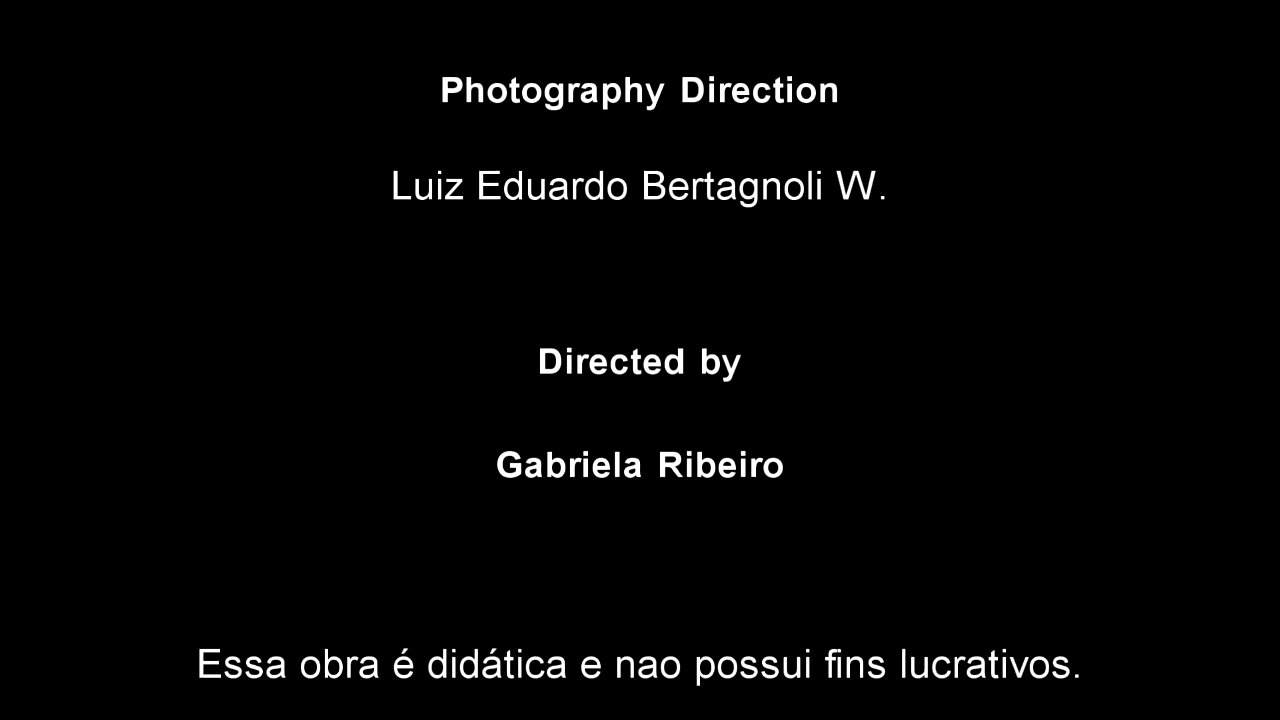 Photography Direction
Luiz Eduardo Bertagnoli W.
Directed by
Gabriela Ribeiro
Essa obra é didática e nao possui fins lucrativos.